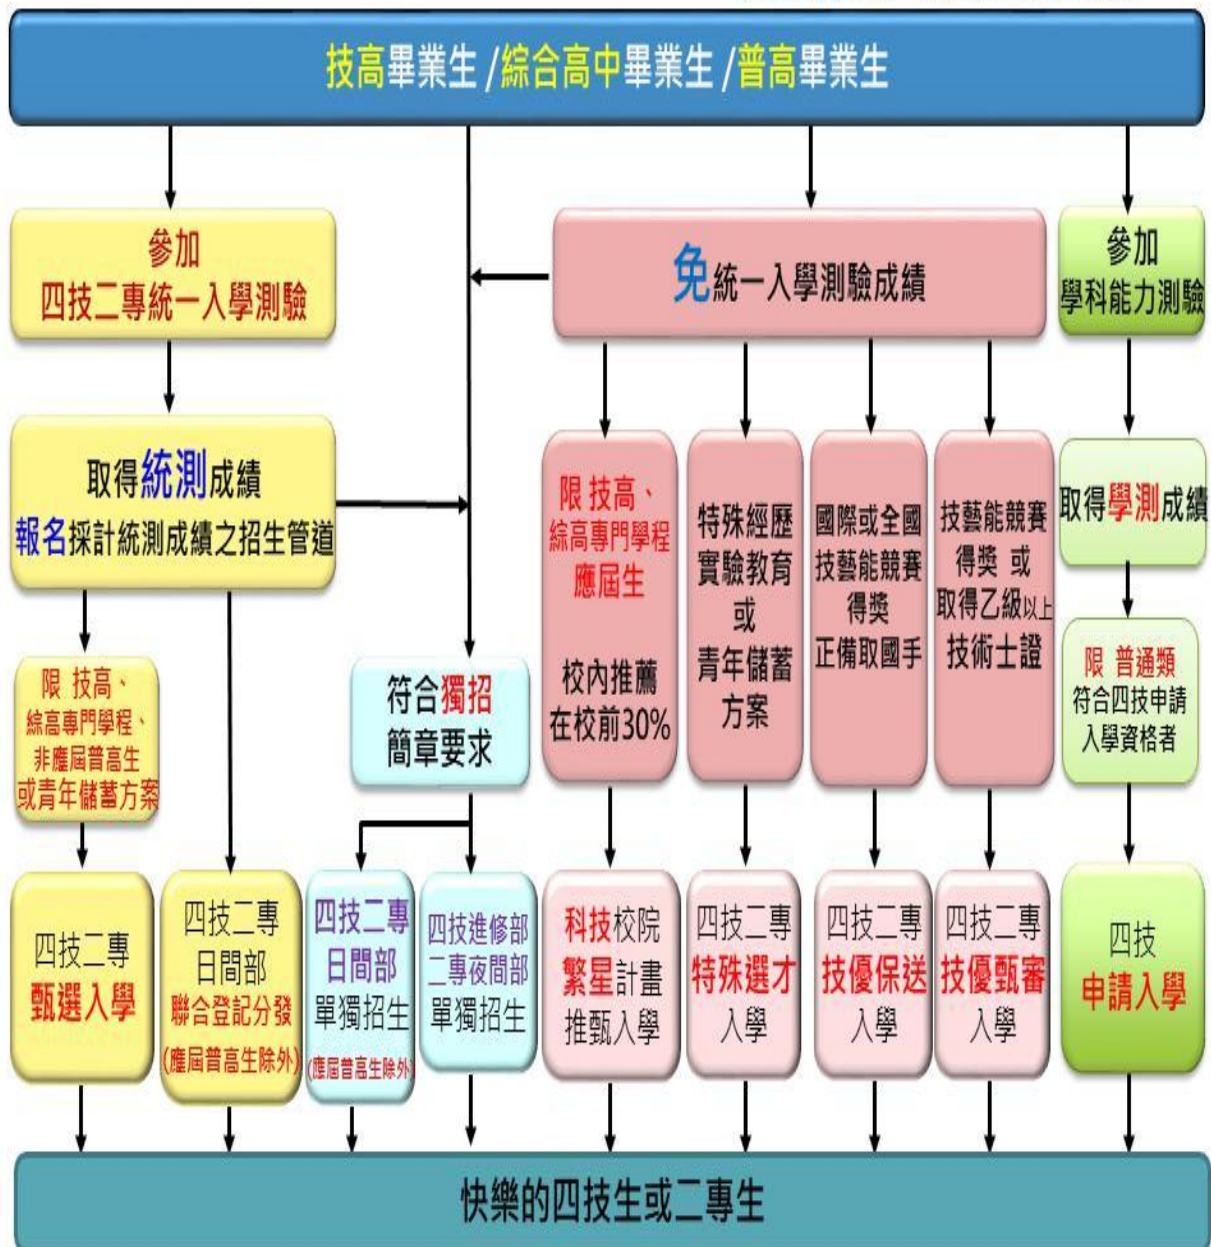 技高畢業生/綜合高中畢業生/普高畢業生
參加
四技二專統一入學測驗
免統一入學測驗成績
參加
學科能力測驗
取得統測成績
報名採計統測成績之招生管道
限 技高、
綜高專門學程
應屆生
校內推薦
在校前30%
特殊經歷
實驗教育
或
青年儲蓄
方案
國際或全國
技藝能競賽
得獎
正備取國手
技藝能競賽
得獎 或
取得乙級以上
技術士證
取得學測成績
限 技高、
綜高專門學程、
非應屆普高生
或青年儲蓄方案
符合獨招
簡章要求
限 普通類
符合四技申請
入學資格者
四技二專
甄選入學
四技二專
日間部
聯合登記分發
(應屆普高生除外)
四技二專
日間部
單獨招生
(應屆普高生除外)
四技進修部
二專夜間部
單獨招生
科技校院
繁星計畫
推甄入學
四技二專
特殊選才
入學
四技二專
技優保送
入學
四技二專
技優甄審
入學
四技
申請入學
快樂的四技生或二專生